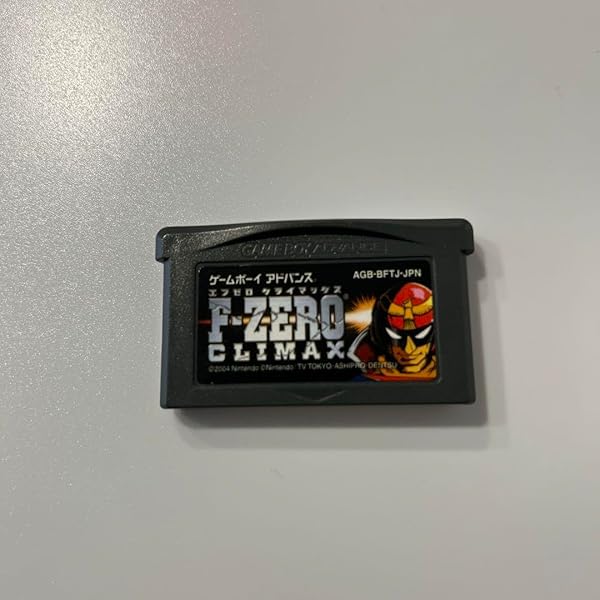 GAME BOY ADVANCE
ゲームボーイ アドバンス
AGB-BFTJ-JPN
エフゼロ クライマックス
F-ZERO®
CLIMAX
©2004 Nintendo ©Nintendo・TV TOKYO・ASHIPRO・DENTSU